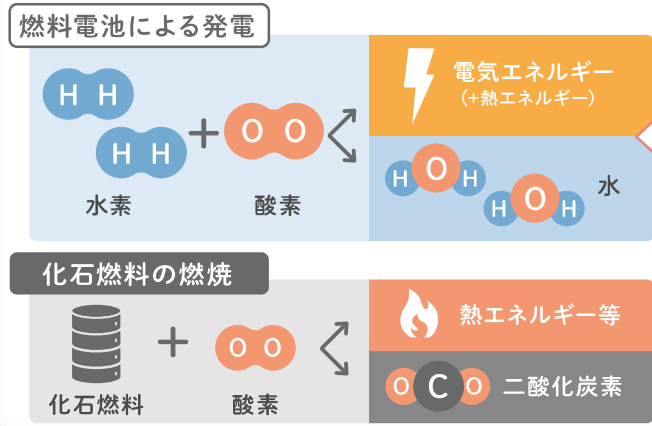 燃料電池による発電
H H
H H
+
O O
水素
酸素
電気エネルギー
(+熱エネルギー)
H O H
H O H
水
化石燃料の燃焼
+
O O
化石燃料
酸素
熱エネルギー等
O C O
二酸化炭素